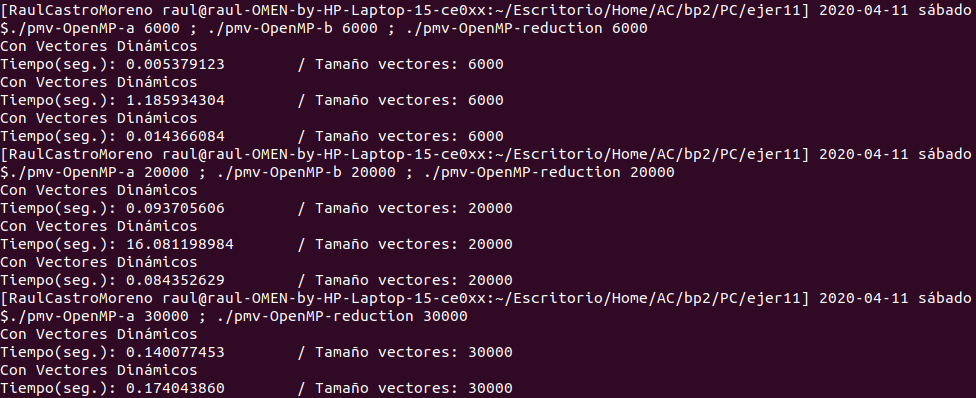 [RaulCastroMoreno raul@raul-OMEN-by-HP-Laptop-15-ce0xx:~/Escritorio/Home/AC/bp2/PC/ejer11] 2020-04-11 sábado
$./pmv-OpenMP-a 6000 ; ./pmv-OpenMP-b 6000 ; ./pmv-OpenMP-reduction 6000
Con Vectores Dinámicos
Tiempo(seg.): 0.005379123 / Tamaño vectores: 6000
Con Vectores Dinámicos
Tiempo(seg.): 1.185934304 / Tamaño vectores: 6000
Con Vectores Dinámicos
Tiempo(seg.): 0.014366084 / Tamaño vectores: 6000
[RaulCastroMoreno raul@raul-OMEN-by-HP-Laptop-15-ce0xx:~/Escritorio/Home/AC/bp2/PC/ejer11] 2020-04-11 sábado
$./pmv-OpenMP-a 20000 ; ./pmv-OpenMP-b 20000 ; ./pmv-OpenMP-reduction 20000
Con Vectores Dinámicos
Tiempo(seg.): 0.093705606 / Tamaño vectores: 20000
Con Vectores Dinámicos
Tiempo(seg.): 16.081198984 / Tamaño vectores: 20000
Con Vectores Dinámicos
Tiempo(seg.): 0.084352629 / Tamaño vectores: 20000
[RaulCastroMoreno raul@raul-OMEN-by-HP-Laptop-15-ce0xx:~/Escritorio/Home/AC/bp2/PC/ejer11] 2020-04-11 sábado
$./pmv-OpenMP-a 30000 ; ./pmv-OpenMP-reduction 30000
Con Vectores Dinámicos
Tiempo(seg.): 0.140077453 / Tamaño vectores: 30000
Con Vectores Dinámicos
Tiempo(seg.): 0.174043860 / Tamaño vectores: 30000